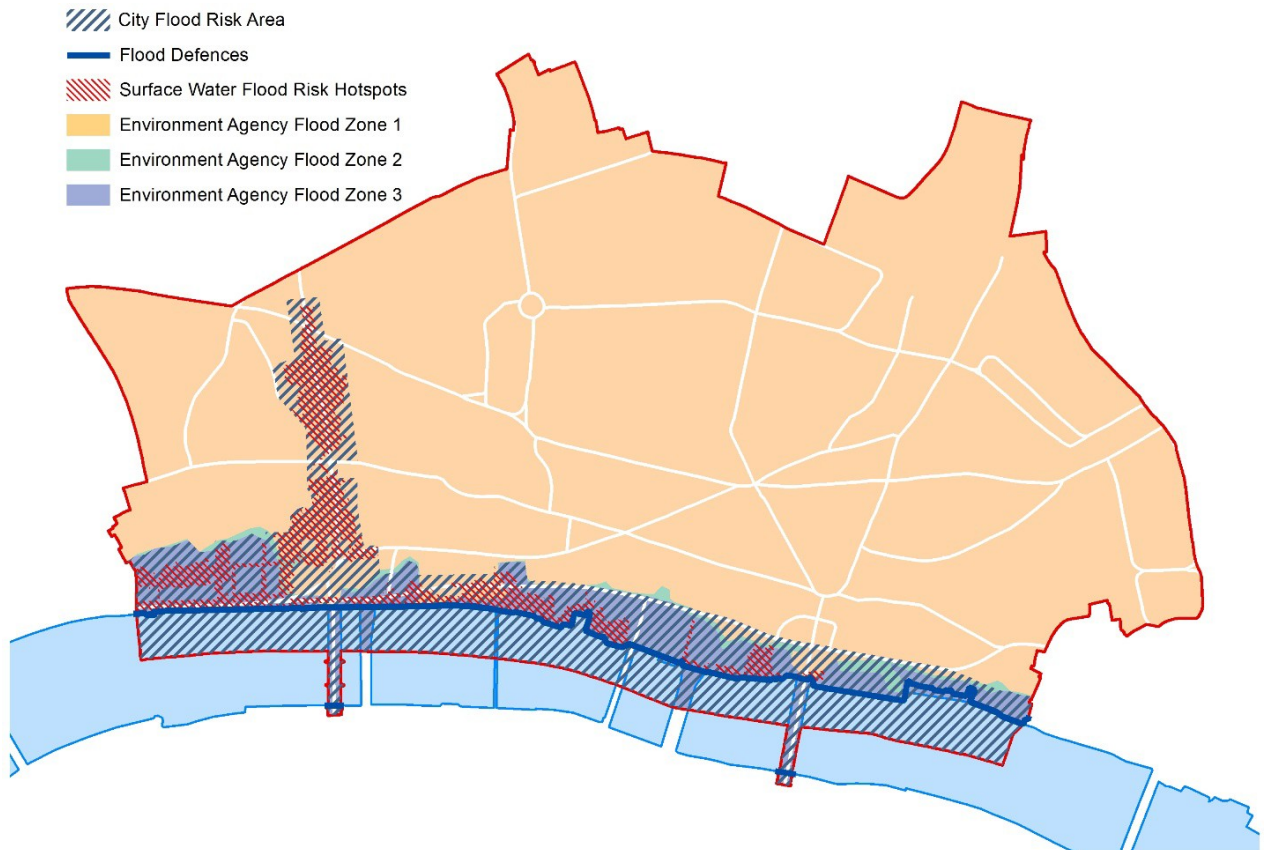 City Flood Risk Area
Flood Defences
Surface Water Flood Risk Hotspots
Environment Agency Flood Zone 1
Environment Agency Flood Zone 2
Environment Agency Flood Zone 3